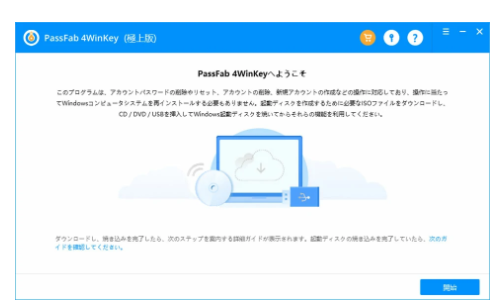 PassFab 4WinKey (極上版)
PassFab 4WinKeyへようこそ
このプログラムは、アカウントパスワードの削除やリセット、アカウントの削除、新規アカウントの作成などの操作に対応しており、操作に当たっ
てWindowsコンピュータシステムを再インストールする必要もありません。起動ディスクを作成するために必要なISOファイルをダウンロードし、
CD / DVD / USBを挿入してWindows起動ディスクを焼いてからそれらの機能を利用してください。
ダウンロードし、焼き込みを完了したら、次のステップを案内する詳細ガイドが表示されます。起動ディスクの焼き込みを完了していたら、次のガ
イドを確認してください。
開始